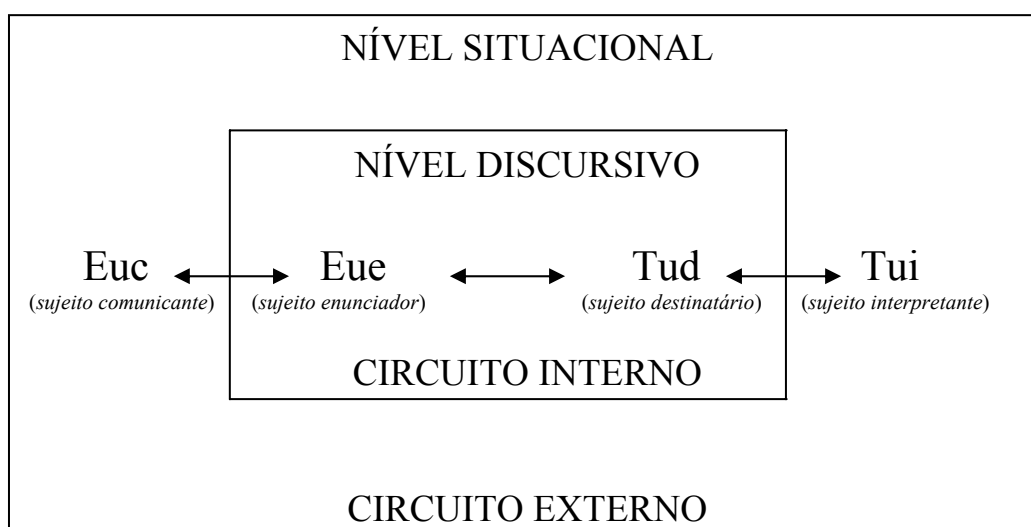 NÍVEL SITUACIONAL
NÍVEL DISCURSIVO
Euc Eue Tud Tui
(sujeito comunicante) (sujeito enunciador) (sujeito destinatário) (sujeito interpretante)
CIRCUITO INTERNO
CIRCUITO EXTERNO